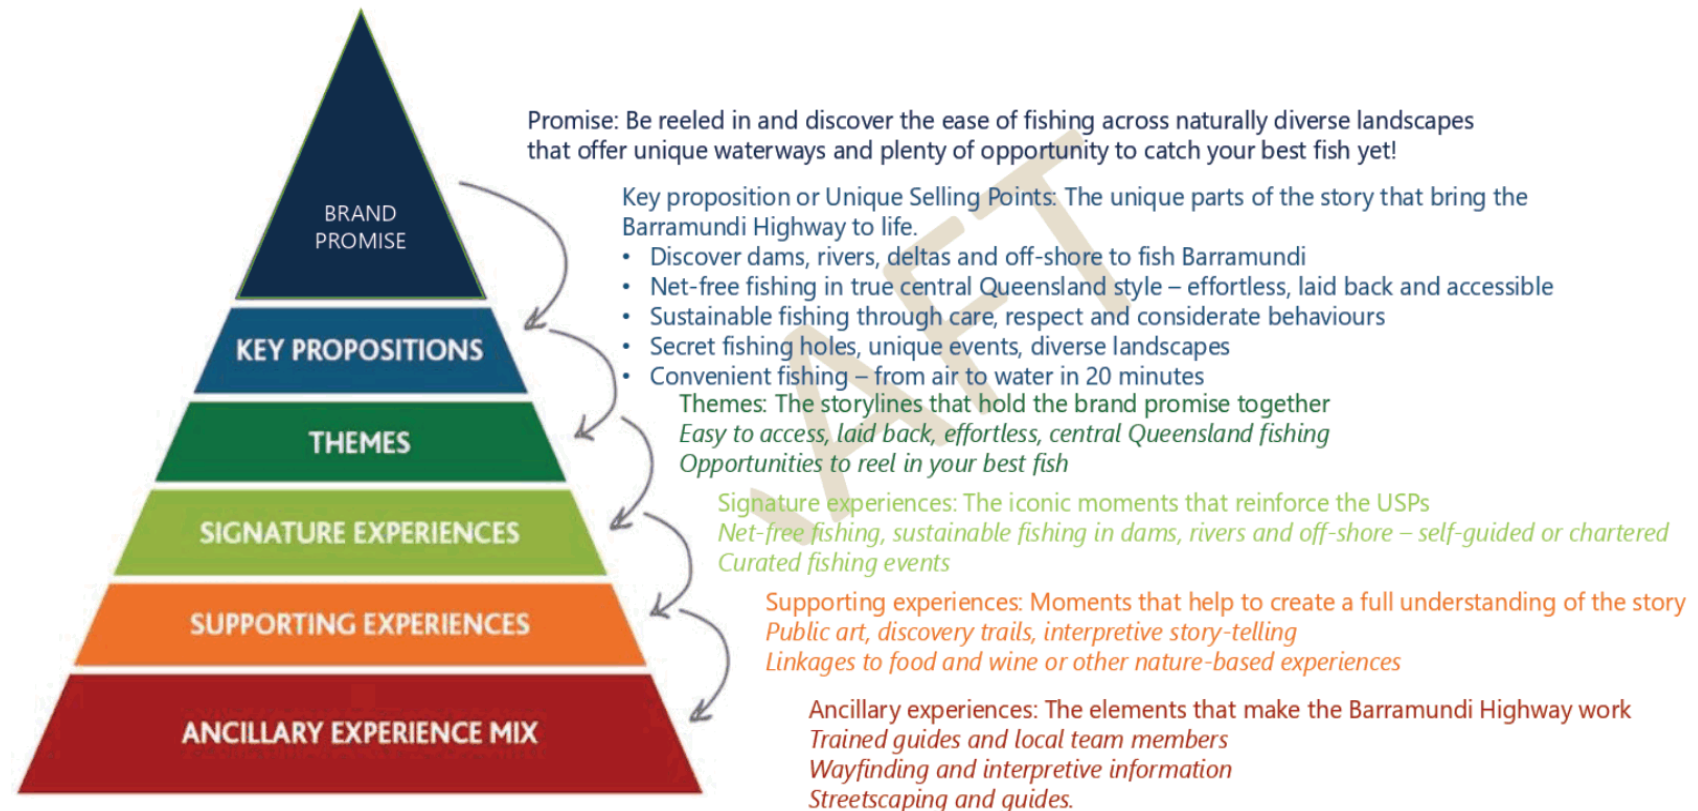 BRAND
PROMISE
KEY PROPOSITIONS
THEMES
SIGNATURE EXPERIENCES
SUPPORTING EXPERIENCES
ANCILLARY EXPERIENCE MIX
Promise: Be reeled in and discover the ease of fishing across naturally diverse landscapes
that offer unique waterways and plenty of opportunity to catch your best fish yet!
Key proposition or Unique Selling Points: The unique parts of the story that bring the
Barramundi Highway to life.
• Discover dams, rivers, deltas and off-shore to fish Barramundi
• Net-free fishing in true central Queensland style – effortless, laid back and accessible
• Sustainable fishing through care, respect and considerate behaviours
• Secret fishing holes, unique events, diverse landscapes
• Convenient fishing – from air to water in 20 minutes
Themes: The storylines that hold the brand promise together
Easy to access, laid back, effortless, central Queensland fishing
Opportunities to reel in your best fish
Signature experiences: The iconic moments that reinforce the USPs
Net-free fishing, sustainable fishing in dams, rivers and off-shore – self-guided or chartered
Curated fishing events
Supporting experiences: Moments that help to create a full understanding of the story
Public art, discovery trails, interpretive story-telling
Linkages to food and wine or other nature-based experiences
Ancillary experiences: The elements that make the Barramundi Highway work
Trained guides and local team members
Wayfinding and interpretive information
Streetscaping and guides.